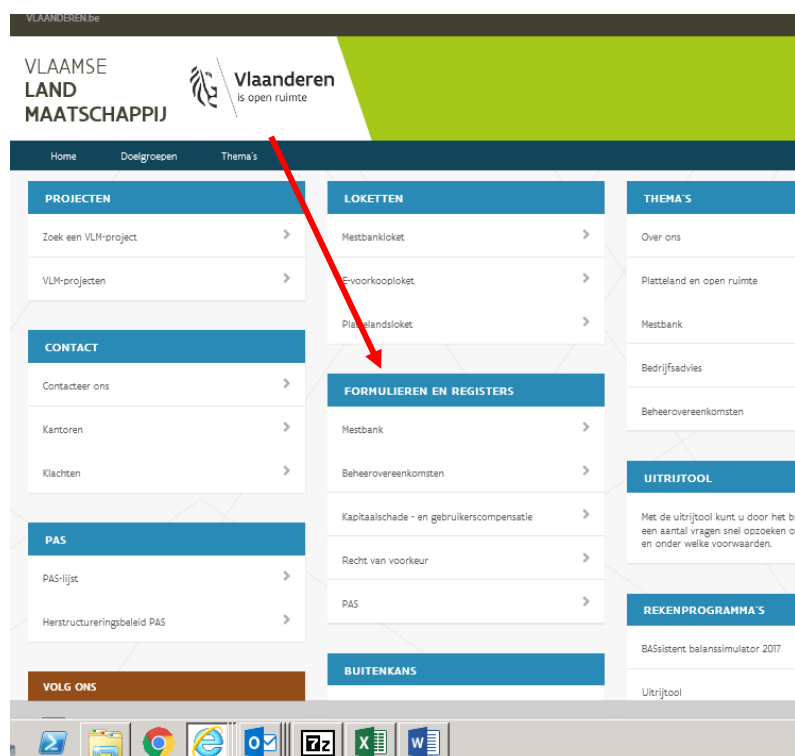 VLAANDEREN.be
VLAAMSE
LAND
MAATSCHAPPIJ
Vlaanderen
is open ruimte
Home Doelgroepen Thema's
PROJECTEN
Zoek een VLM-project
VLM-projecten
CONTACT
Contacteer ons
Kantoren
Klachten
PAS
PAS-lijst
Herstructureringsbeleid PAS
VOLG ONS
LOKETTEN
Mestbankloket
E-voorkooploket
Plattelandsloket
FORMULIEREN EN REGISTERS
Mestbank
Beheerovereenkomsten
Kapitaalschade - en gebruikerscompensatie
Recht van voorkeur
PAS
BUITENKANS
THEMA'S
Over ons
Platteland en open ruimte
Mestbank
Bedrijfsadvies
Beheerovereenkomsten
UITRIJTOOL
Met de uitrijtool kunt u door het b
een aantal vragen snel opzoeken o
en onder welke voorwaarden.
REKENPROGRAMMA'S
BASsistent balanssimulator 2017
Uitrijtool
7z